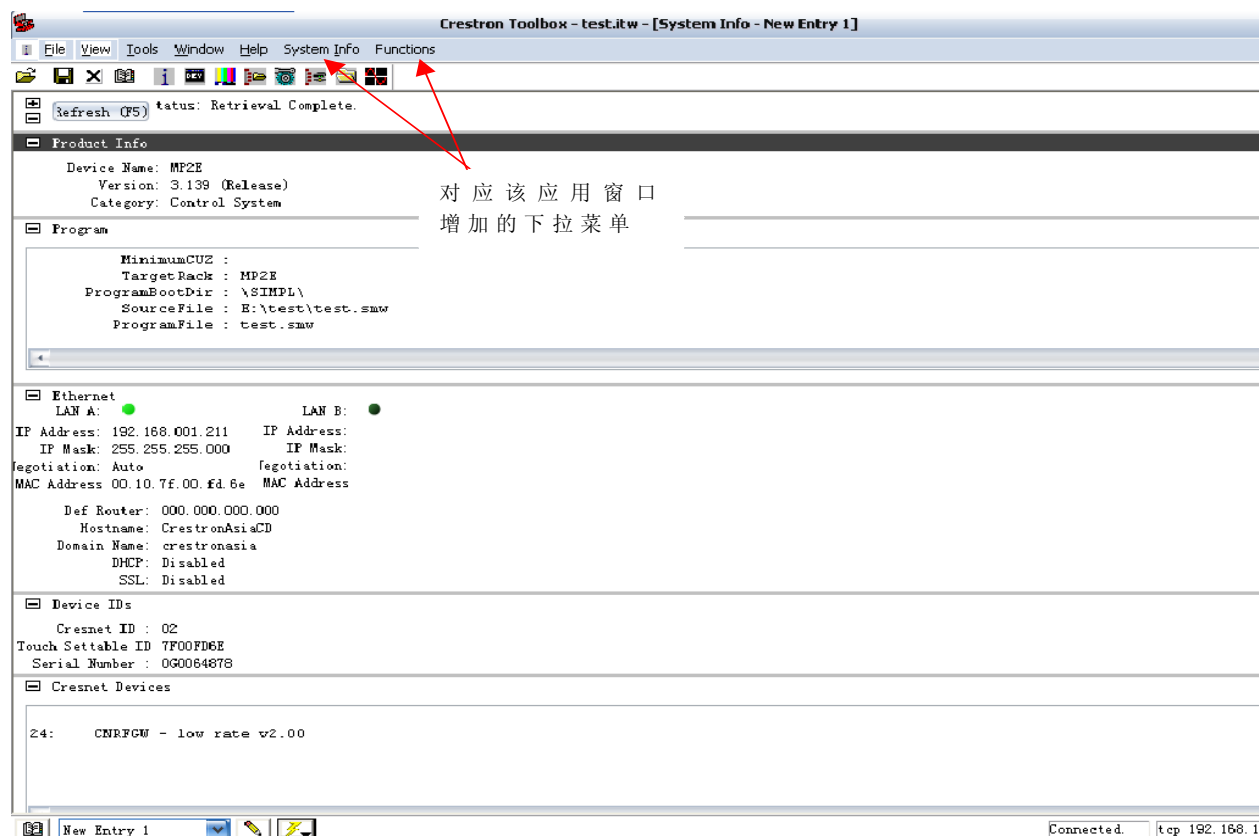 Crestron Toolbox - test.itw - [System Info - New Entry 1]
File View Tools Window Help System Info Functions
DEV
Refresh (F5) tatus: Retrieval Complete.
Product Info
Device Name: MP2E
Version: 3.139 (Release)
Category: Control System
对应该应用窗口
增加的下拉菜单
Program
MinimumCUZ :
TargetRack : MP2E
ProgramBootDir : \SIMPL\
SourceFile : E:\test\test.smw
ProgramFile : test.smw
Ethernet
LAN A: LAN B:
IP Address: 192.168.001.211 IP Address:
IP Mask: 255.255.255.000 IP Mask:
egotiation: Auto egotiation:
MAC Address 00.10.7f.00.fd.6e MAC Address
Def Router: 000.000.000.000
Hostname: CrestronAsiaCD
Domain Name: crestronasia
DHCP: Disabled
SSL: Disabled
Device IDs
Cresnet ID : 02
Touch Settable ID 7F00FD6E
Serial Number : 0G0064878
Cresnet Devices
24: CNRFGW - low rate v2.00
New Entry 1 Connected. tcp 192.168.1